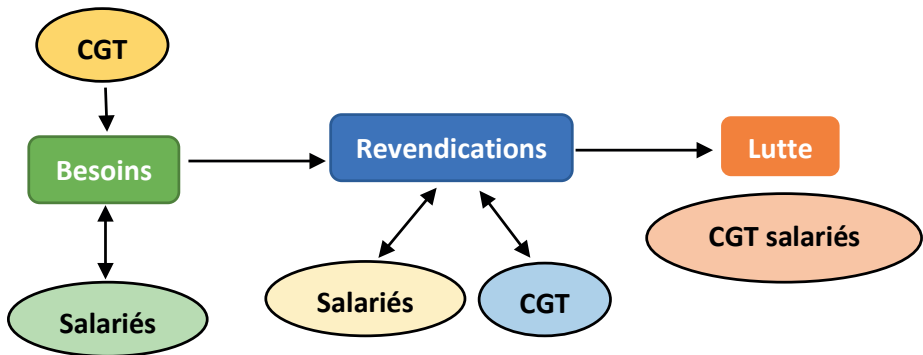 CGT
Besoins
Revendications
Lutte
CGT salariés
Salariés
Salariés
CGT